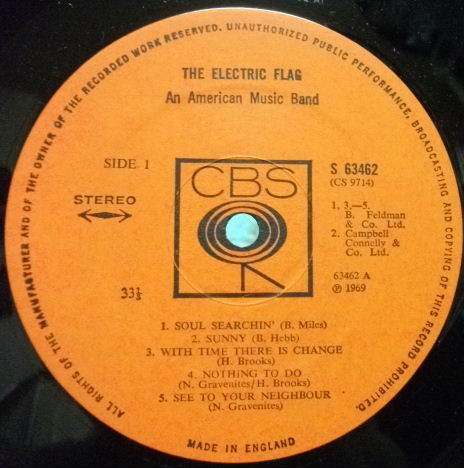 ALL RIGHTS OF THE MANUFACTURER AND OF THE OWNER OF THE RECORDED WORK RESERVED. UNAUTHORIZED PUBLIC PERFORMANCE, BROADCASTING AND COPYING OF THIS RECORD PROHIBITED.
THE ELECTRIC FLAG
An American Music Band
SIDE 1
CBS
S 63462
(CS 9714)
STEREO
1, 3,—5.
B. Feldman
& Co. Ltd.
2. Campbell
Connelly &
Co. Ltd.
33⅓
63462 A
℗ 1969
1. SOUL SEARCHIN' (B. Miles)
2. SUNNY (B. Hebb)
3. WITH TIME THERE IS CHANGE
(H. Brooks)
4. NOTHING TO DO
(N. Gravenites/H. Brooks)
5. SEE TO YOUR NEIGHBOUR
(N. Gravenites)
MADE IN ENGLAND